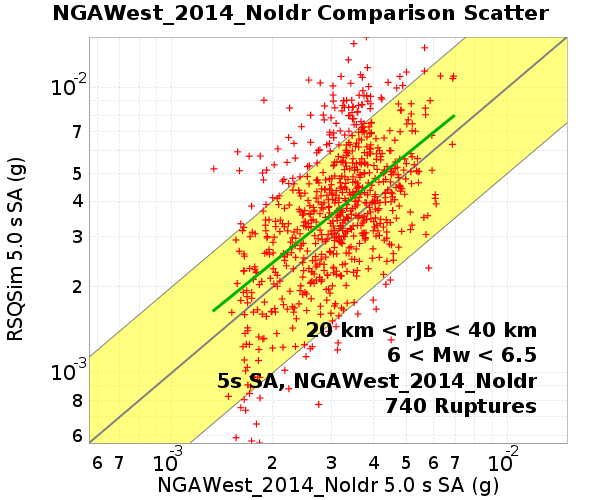 NGAWest_2014_NoIdr Comparison Scatter
RSQSim 5.0 s SA (g)
10-2
7
5
4
3
2
10-3
8
6
20 km < rJB < 40 km
6 < Mw < 6.5
5s SA, NGAWest_2014_NoIdr
740 Ruptures
6 7 10-3 2 3 4 5 6 7 8 10-2
NGAWest_2014_NoIdr 5.0 s SA (g)